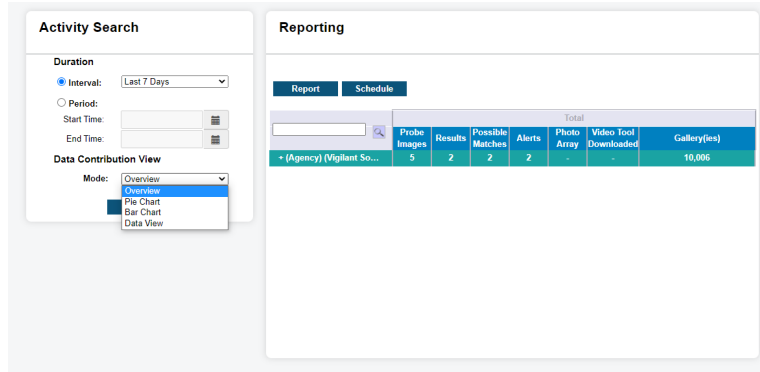 Activity Search
Duration
Interval: Last 7 Days
Period:
Start Time:
End Time:
Data Contribution View
Mode: Overview
Overview
Pie Chart
Bar Chart
Data View
Reporting
Report Schedule
Total
Probe Images Results Possible Matches Alerts Photo Array Video Tool Downloaded Gallery(ies)
+ (Agency) (Vigilant So... 5 2 2 2 - - 10,006